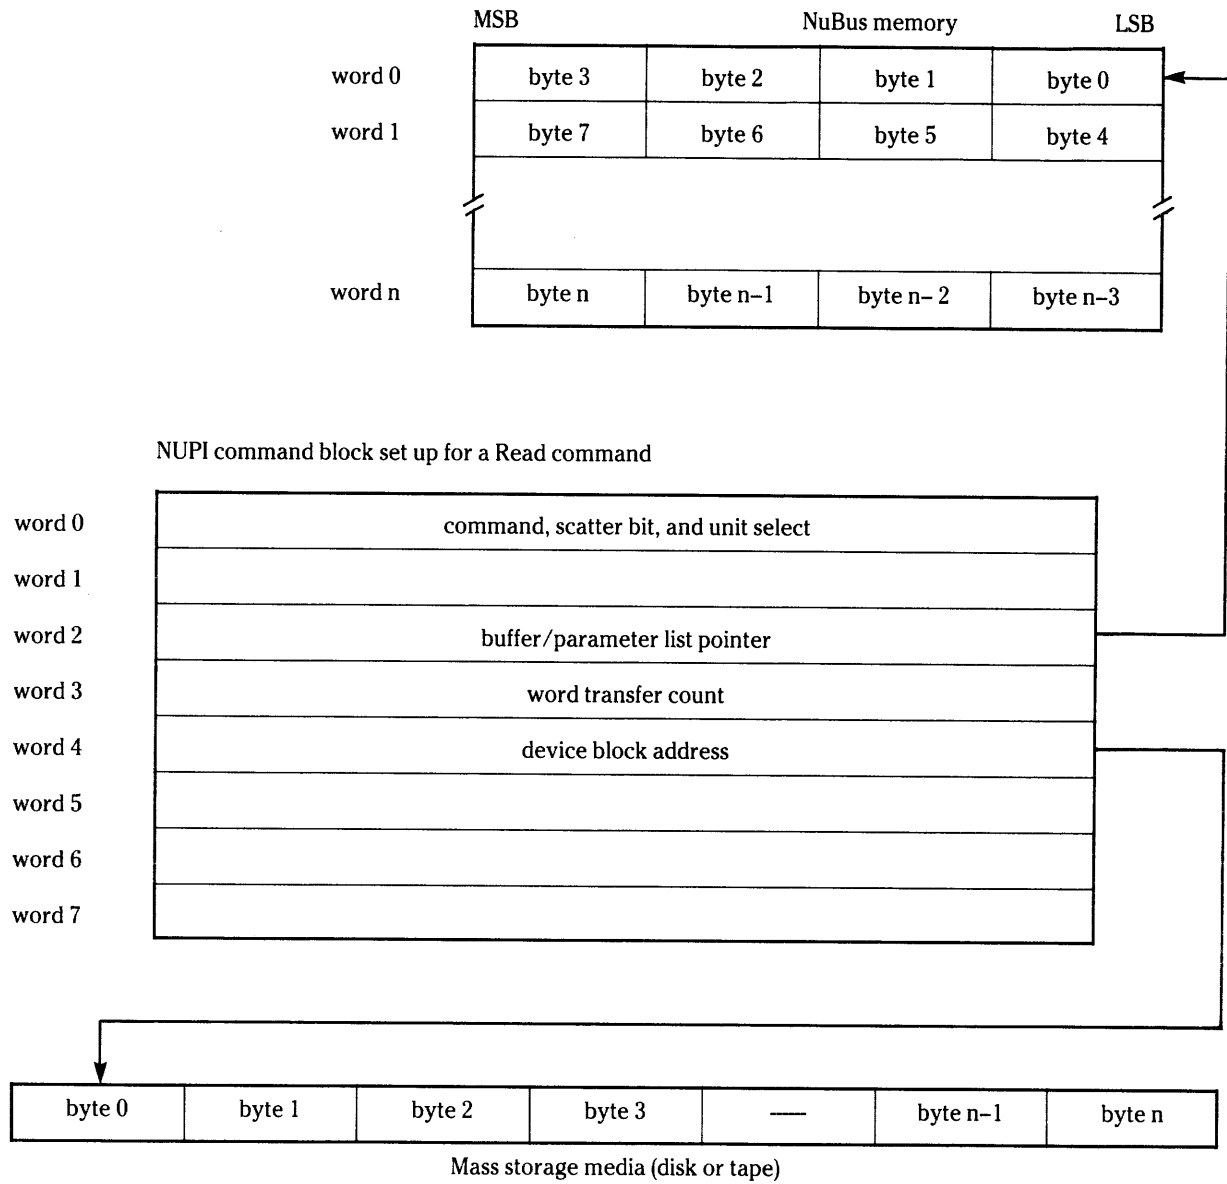 MSB NuBus memory LSB
word 0 byte 3 byte 2 byte 1 byte 0
word 1 byte 7 byte 6 byte 5 byte 4
word n byte n byte n–1 byte n– 2 byte n–3
NUPI command block set up for a Read command
word 0 command, scatter bit, and unit select
word 1
word 2 buffer/parameter list pointer
word 3 word transfer count
word 4 device block address
word 5
word 6
word 7
byte 0 byte 1 byte 2 byte 3 —— byte n–1 byte n
Mass storage media (disk or tape)